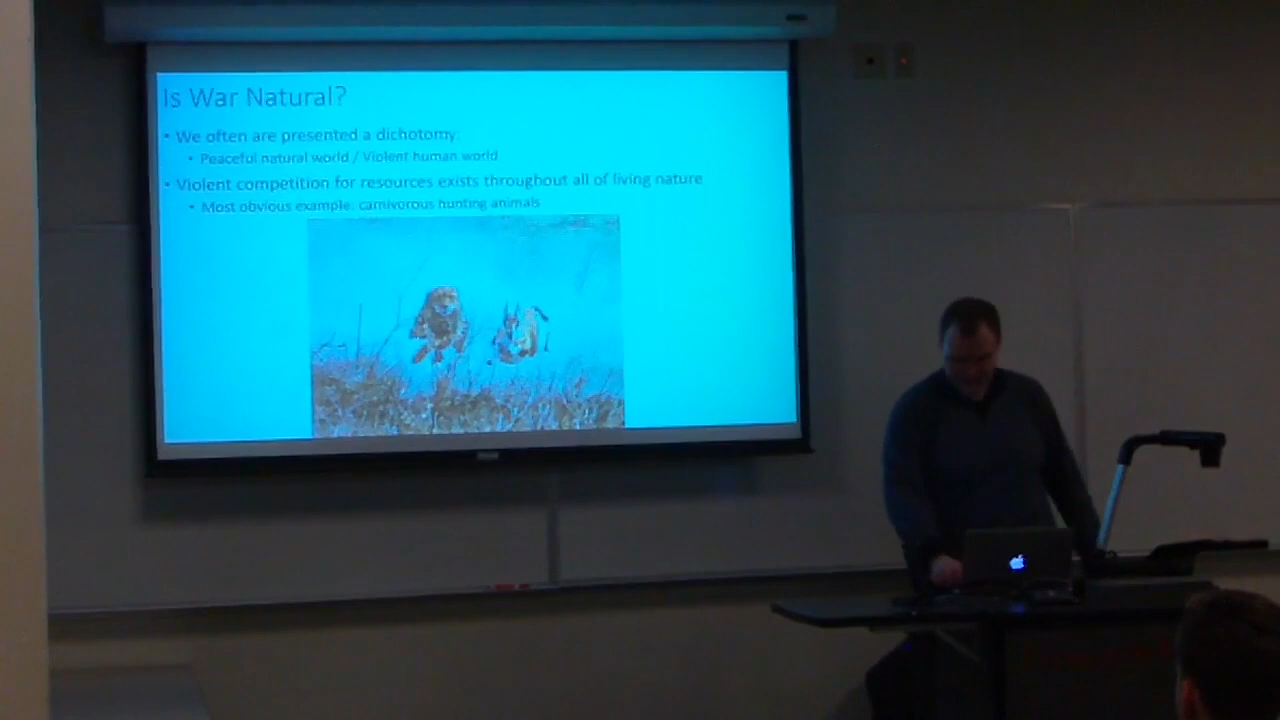 Is War Natural?
• We often are presented a dichotomy:
• Peaceful natural world / Violent human world
• Violent competition for resources exists throughout all of living nature
• Most obvious example: carnivorous hunting animals